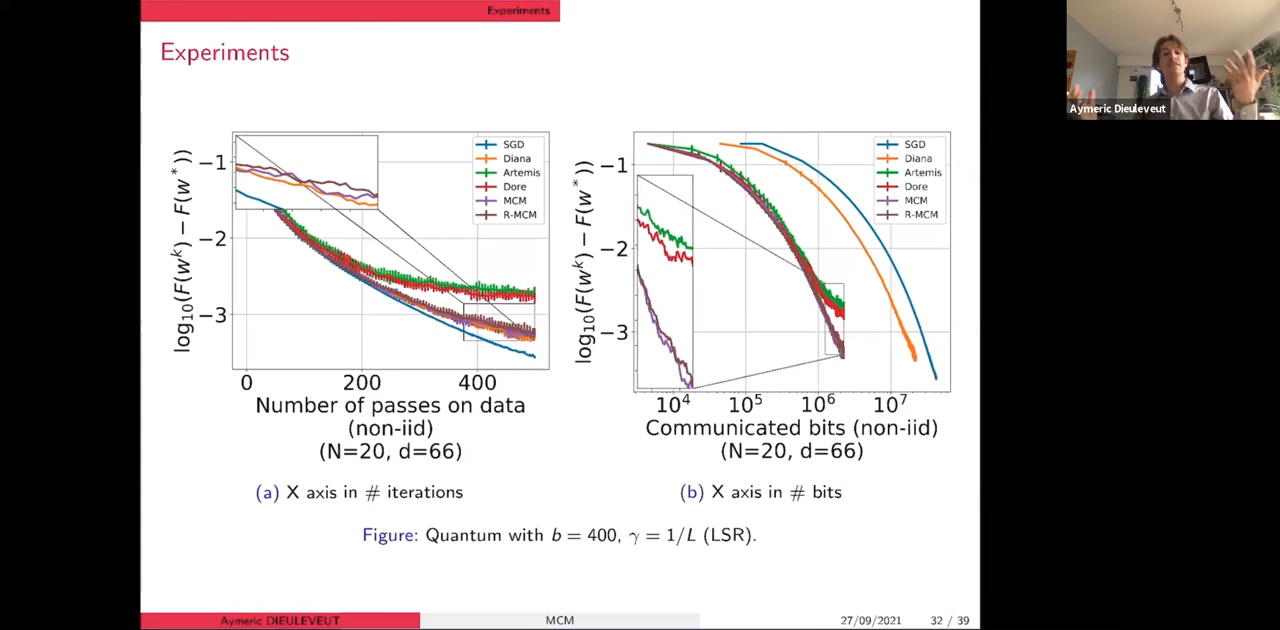 Experiments
Experiments
Aymeric Dieuleveut
log10(F(w^k) − F(w*))
−1
−2
−3
SGD
Diana
Artemis
Dore
MCM
R-MCM
0 200 400
Number of passes on data
(non-iid)
(N=20, d=66)
(a) X axis in # iterations
log10(F(w^k) − F(w*))
−1
−2
−3
SGD
Diana
Artemis
Dore
MCM
R-MCM
10^4 10^5 10^6 10^7
Communicated bits (non-iid)
(N=20, d=66)
(b) X axis in # bits
Figure: Quantum with b = 400, γ = 1/L (LSR).
Aymeric DIEULEVEUT MCM 27/09/2021 32 / 39